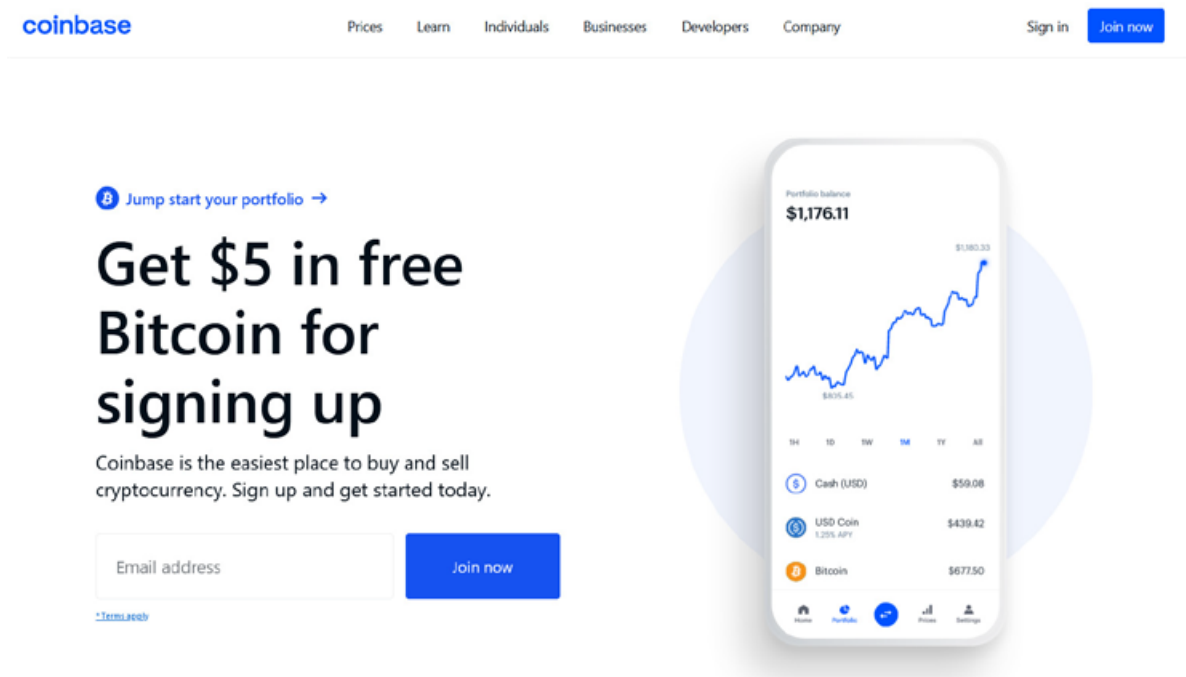 coinbase
Prices Learn Individuals Businesses Developers Company
Sign in Join now
Jump start your portfolio →
Get $5 in free
Bitcoin for
signing up
Coinbase is the easiest place to buy and sell
cryptocurrency. Sign up and get started today.
Email address
Join now
*Terms apply
Portfolio balance
$1,176.11
$1,180.33
$805.45
1H 1D 1W 1M 1Y All
Cash (USD) $59.08
USD Coin $439.42
1.25% APY
Bitcoin $677.50
Home Portfolio Prices Settings